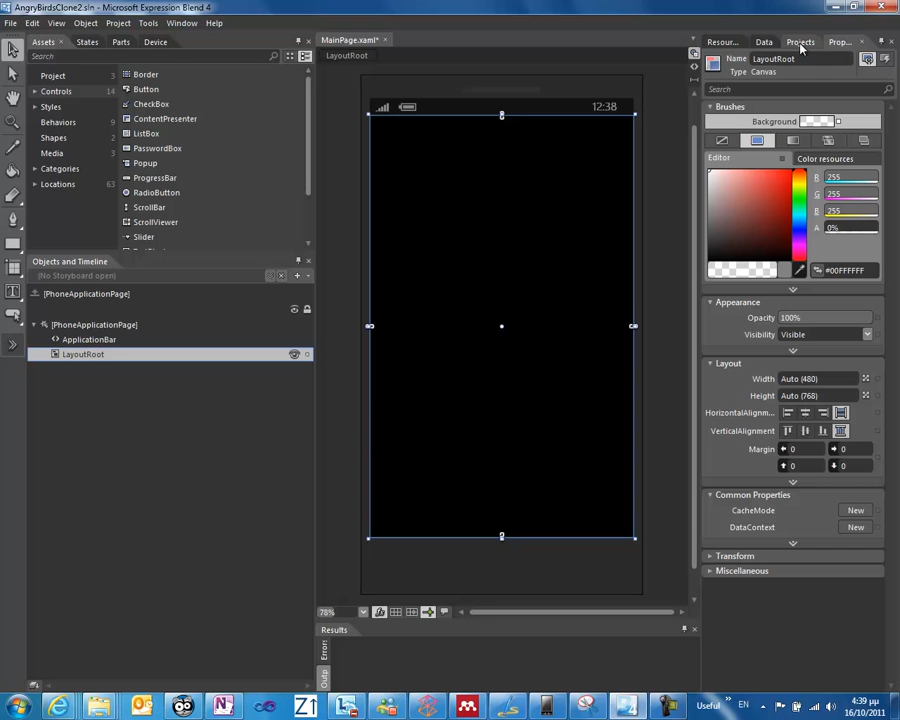 AngryBirdsClone2.sln - Microsoft Expression Blend 4
File Edit View Object Project Tools Window Help
Assets States Parts Device
Search
Project
Controls 14
Styles
Behaviors
Shapes
Media
Categories
Locations 63
Border
Button
CheckBox
ContentPresenter
ListBox
PasswordBox
Popup
ProgressBar
RadioButton
ScrollBar
ScrollViewer
Slider
Objects and Timeline
(No Storyboard open)
[PhoneApplicationPage]
[PhoneApplicationPage]
ApplicationBar
LayoutRoot
MainPage.xaml*
LayoutRoot
12:38
78%
Results
Errors
Outp
Resour... Data Projects Prop...
Name LayoutRoot
Type Canvas
Search
Brushes
Background
Editor Color resources
R 255
G 255
B 255
A 0%
#00FFFFFF
Appearance
Opacity 100%
Visibility Visible
Layout
Width Auto (480)
Height Auto (768)
HorizontalAlignm...
VerticalAlignment
Margin 0 0
0 0
Common Properties
CacheMode New
DataContext New
Transform
Miscellaneous
Useful
4:39 μμ
16/10/2011